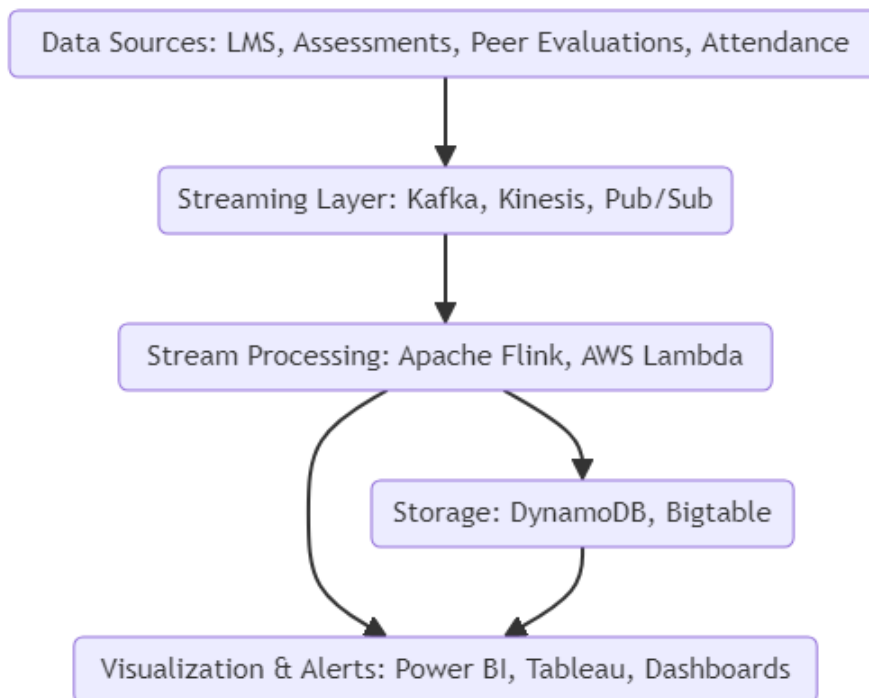 Data Sources: LMS, Assessments, Peer Evaluations, Attendance
Streaming Layer: Kafka, Kinesis, Pub/Sub
Stream Processing: Apache Flink, AWS Lambda
Storage: DynamoDB, Bigtable
Visualization & Alerts: Power BI, Tableau, Dashboards